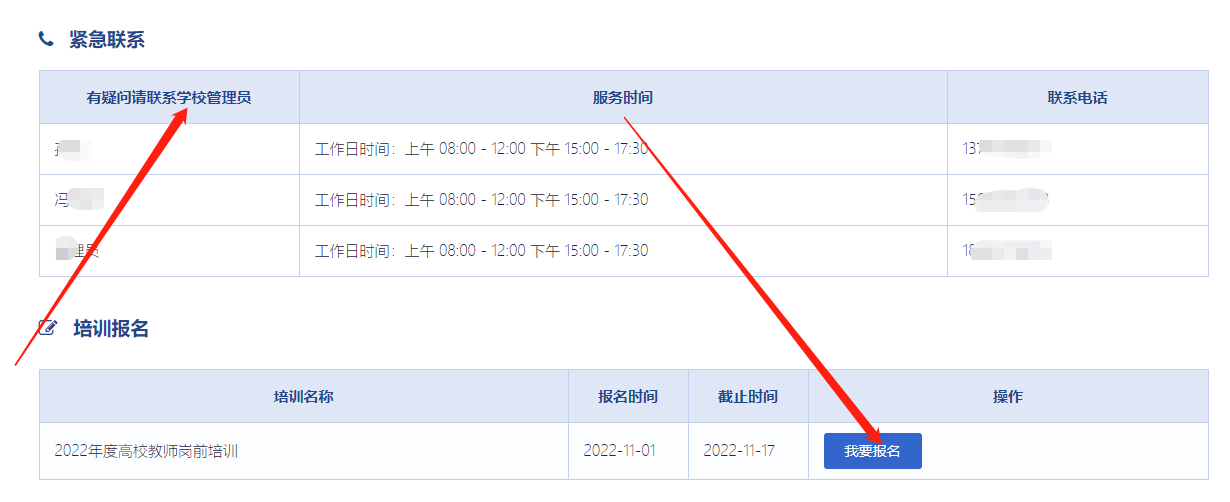 紧急联系
有疑问请联系学校管理员 服务时间 联系电话
工作日时间：上午 08:00 - 12:00 下午 15:00 - 17:30 137
冯 工作日时间：上午 08:00 - 12:00 下午 15:00 - 17:30 15
理员 工作日时间：上午 08:00 - 12:00 下午 15:00 - 17:30 18
培训报名
培训名称 报名时间 截止时间 操作
2022年度高校教师岗前培训 2022-11-01 2022-11-17 我要报名